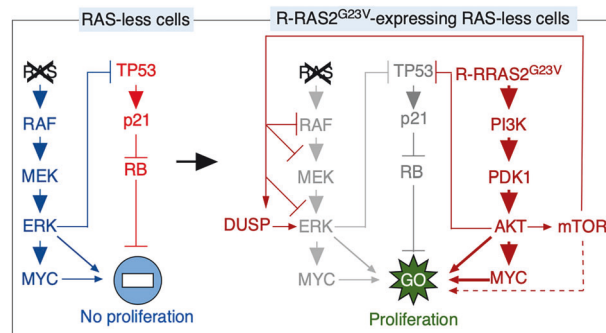 RAS-less cells
R-RAS2G23V-expressing RAS-less cells
RAS
TP53
RAF
p21
MEK
RB
ERK
MYC
No proliferation
RAS
TP53
R-RRAS2G23V
RAF
p21
PI3K
MEK
RB
PDK1
DUSP
ERK
AKT
mTOR
MYC
GO
MYC
Proliferation